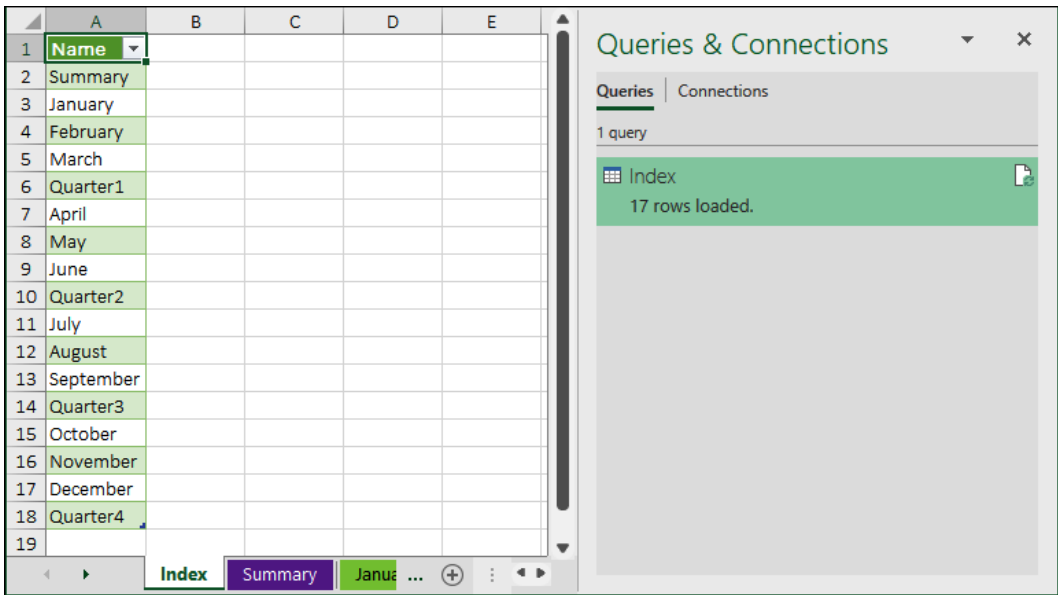 A B C D E
1 Name
2 Summary
3 January
4 February
5 March
6 Quarter1
7 April
8 May
9 June
10 Quarter2
11 July
12 August
13 September
14 Quarter3
15 October
16 November
17 December
18 Quarter4
19
Index Summary Janua ...
Queries & Connections
Queries Connections
1 query
Index
17 rows loaded.